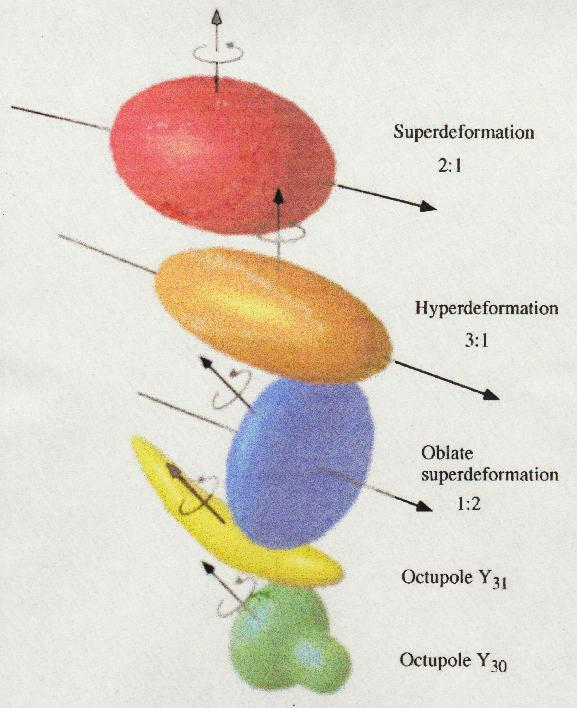 Superdeformation
2:1
Hyperdeformation
3:1
Oblate
superdeformation
1:2
Octupole Y31
Octupole Y30